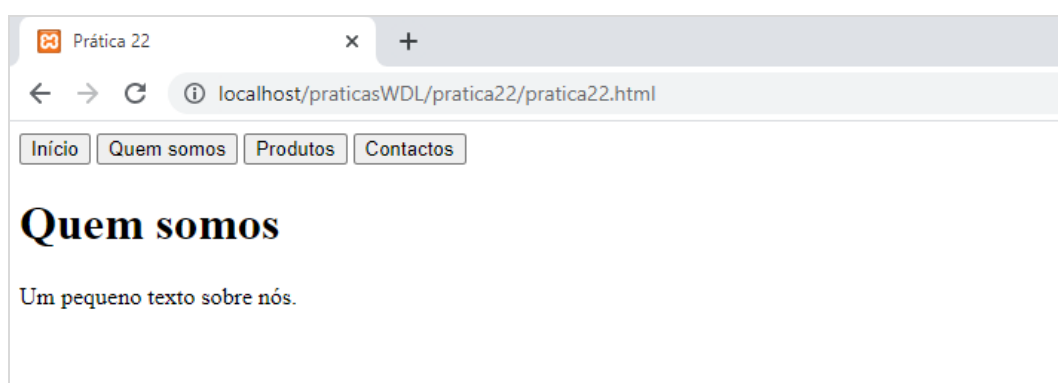 Prática 22
localhost/praticasWDL/pratica22/pratica22.html
Início Quem somos Produtos Contactos
Quem somos
Um pequeno texto sobre nós.